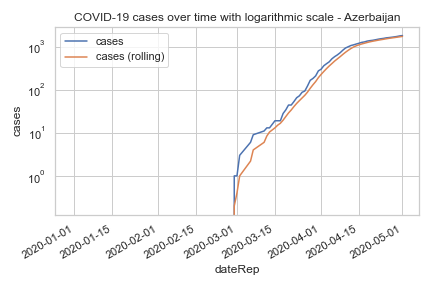 COVID-19 cases over time with logarithmic scale - Azerbaijan
cases
cases (rolling)
10³
10²
10¹
10⁰
cases
2020-01-01
2020-01-15
2020-02-01
2020-02-15
2020-03-01
2020-03-15
2020-04-01
2020-04-15
2020-05-01
dateRep